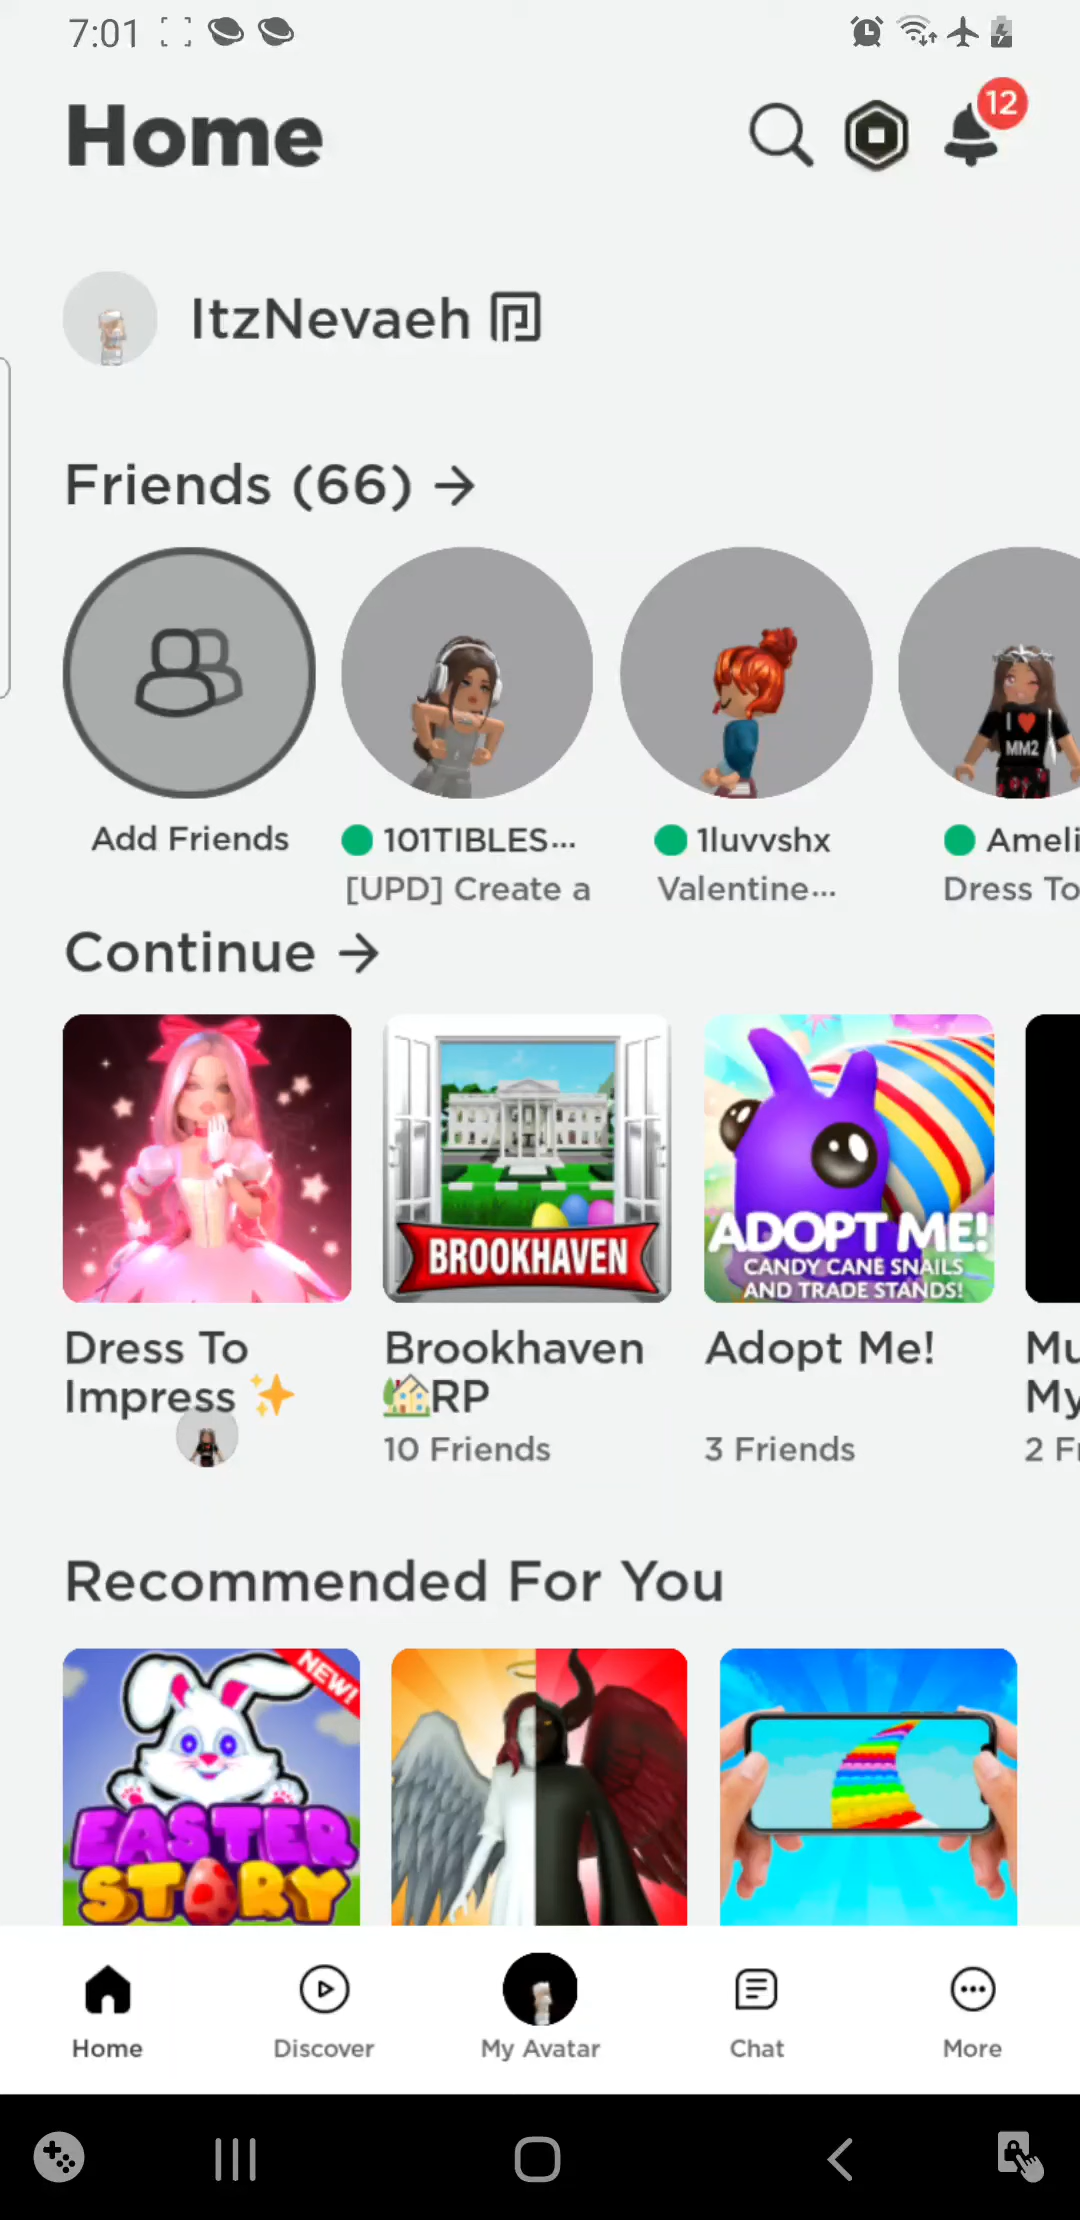 7:01
Home
12
ItzNevaeh
Friends (66) →
Add Friends
101TIBLES...
1luvvshx
Ameli
[UPD] Create a
Valentine...
Dress To
I ❤
MM2
Continue →
BROOKHAVEN
ADOPT ME!
CANDY CANE SNAILS
AND TRADE STANDS!
Dress To
Impress ✨
Brookhaven
🏡RP
10 Friends
Adopt Me!
3 Friends
Mu
My
2 Fr
Recommended For You
NEW!
EASTER
STORY
Home
Discover
My Avatar
Chat
More